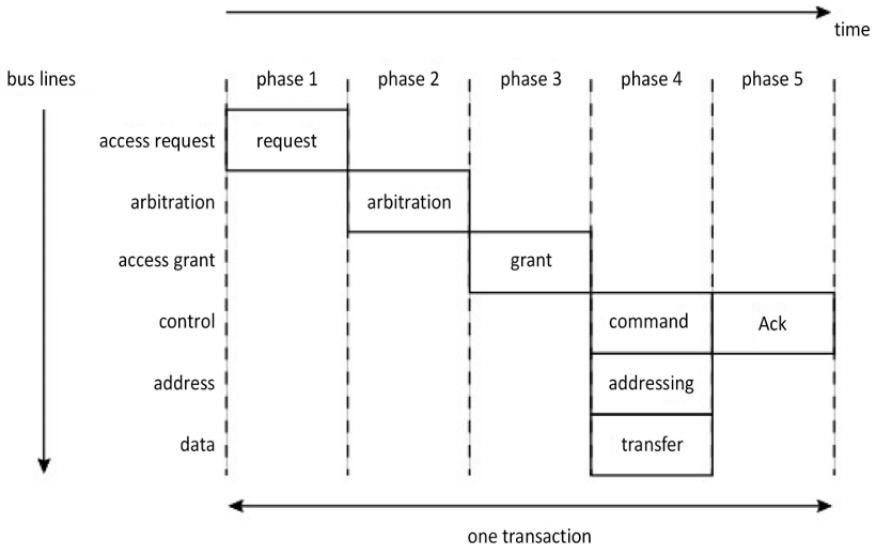 time
bus lines
phase 1
phase 2
phase 3
phase 4
phase 5
access request
request
arbitration
arbitration
access grant
grant
control
command
Ack
address
addressing
data
transfer
one transaction